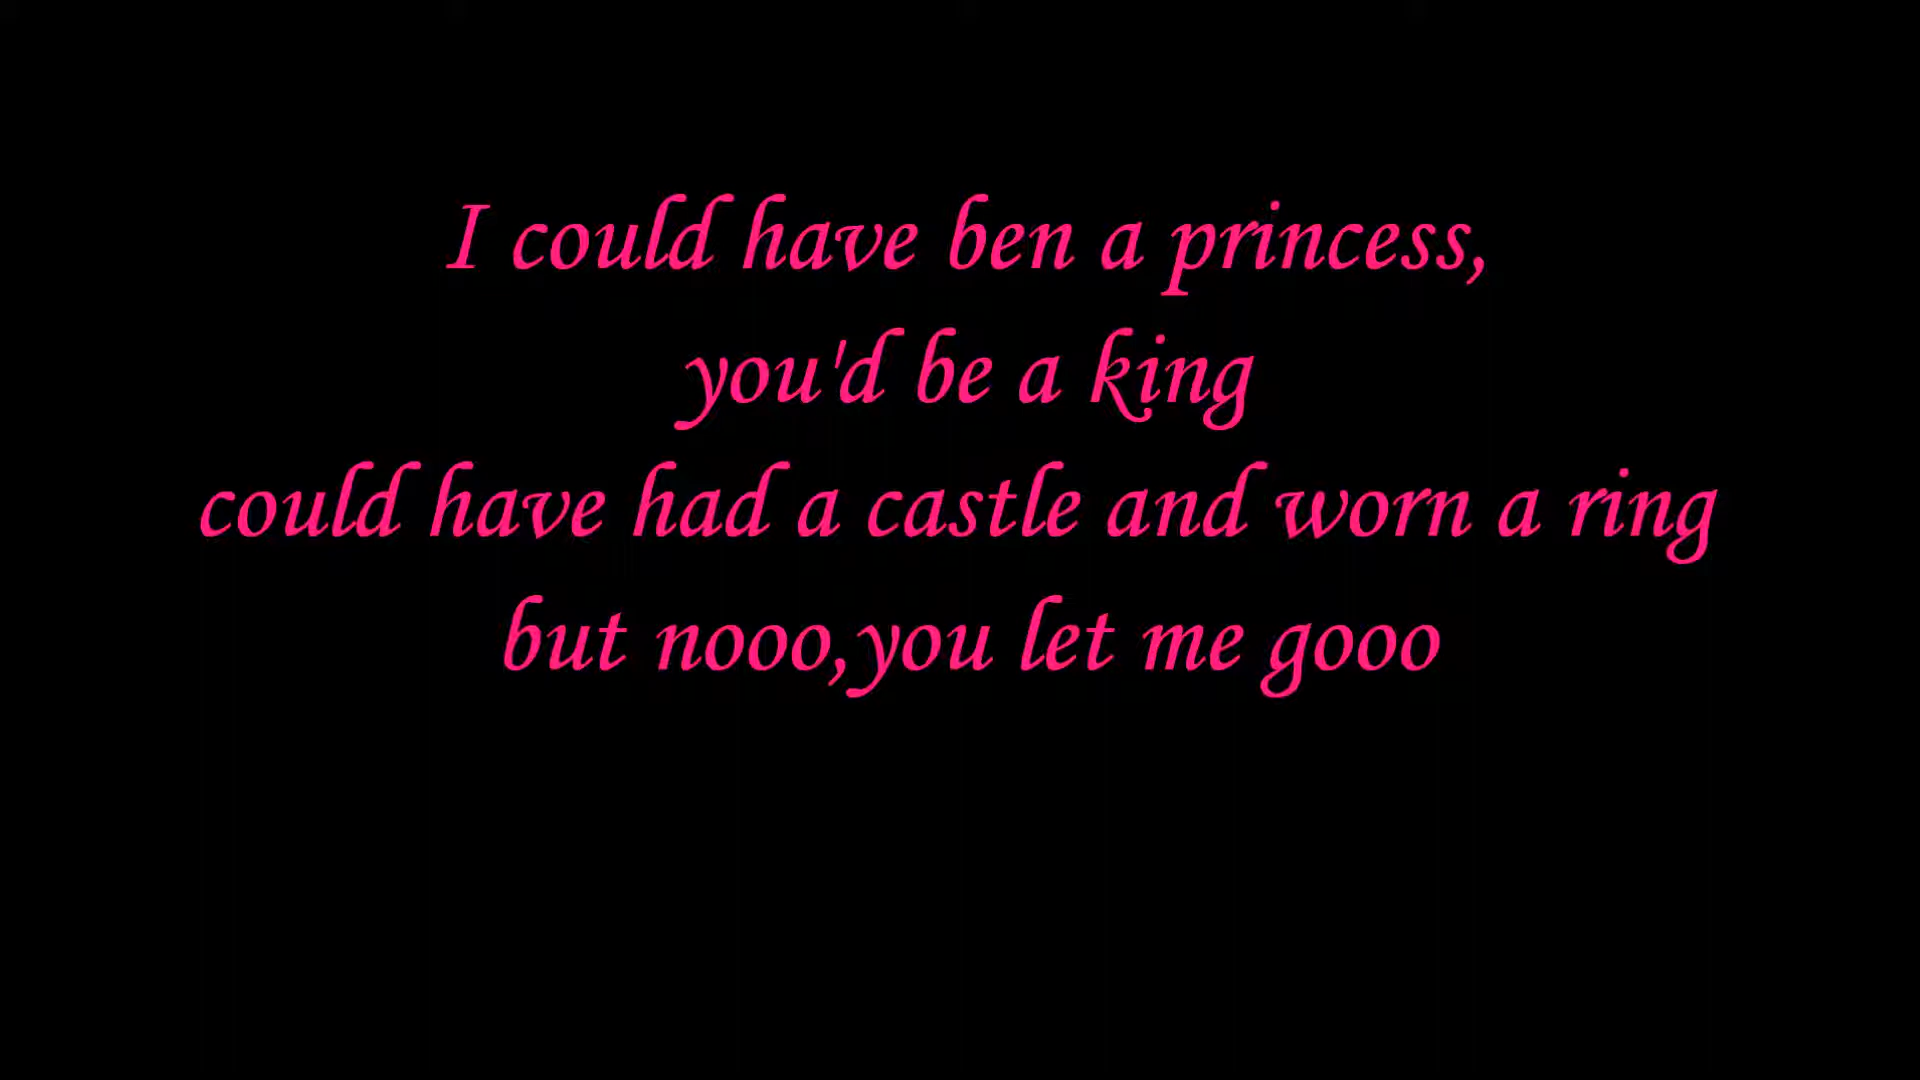 I could have ben a princess,
you'd be a king
could have had a castle and worn a ring
but nooo,you let me gooo